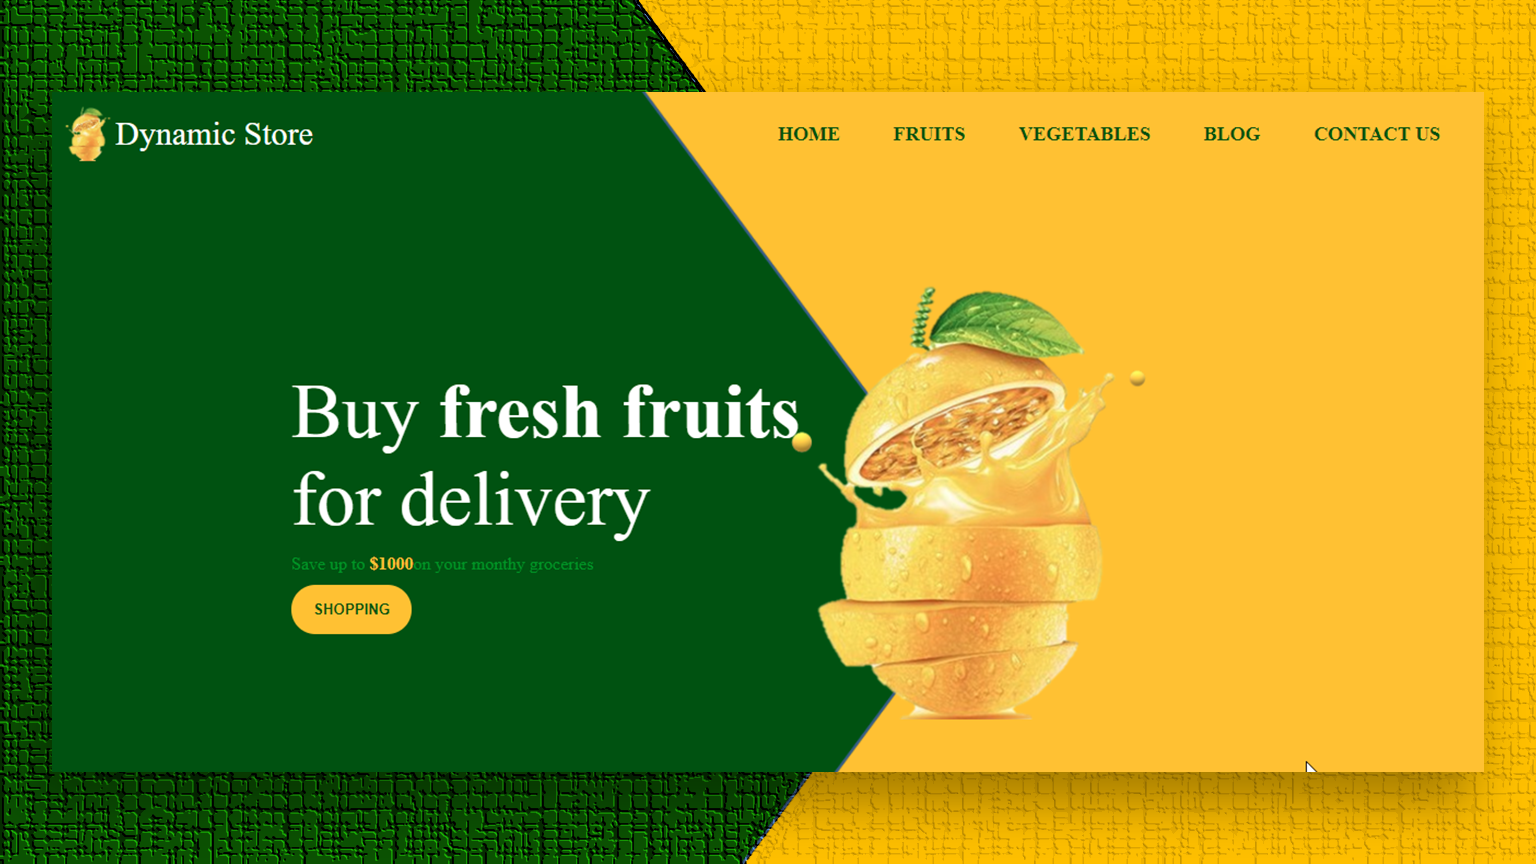 Dynamic Store
HOME FRUITS VEGETABLES BLOG CONTACT US
Buy fresh fruits
for delivery
Save up to $1000on your monthy groceries
SHOPPING